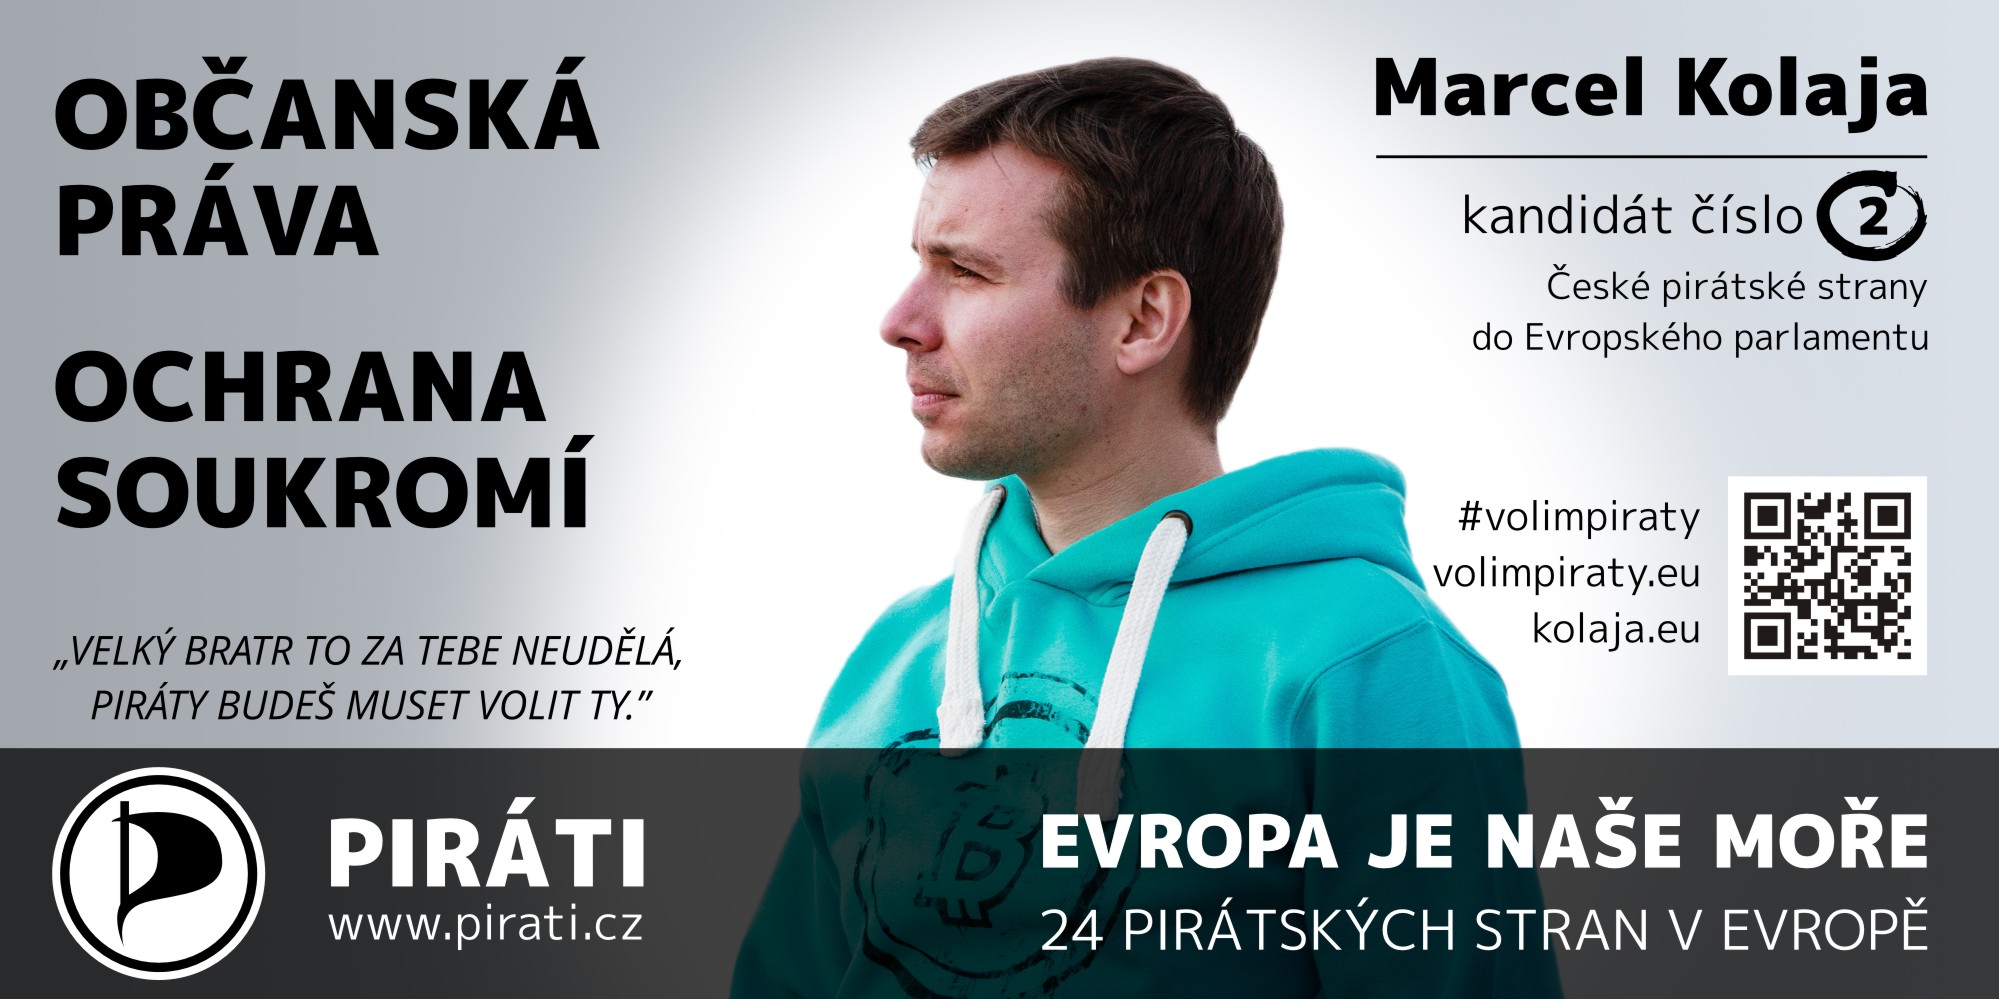 OBČANSKÁ
PRÁVA
OCHRANA
SOUKROMÍ
„VELKÝ BRATR TO ZA TEBE NEUDĚLÁ,
PIRÁTY BUDEŠ MUSET VOLIT TY.”
Marcel Kolaja
kandidát číslo 2
České pirátské strany
do Evropského parlamentu
#volimpiraty
volimpiraty.eu
kolaja.eu
PIRÁTI
www.pirati.cz
EVROPA JE NAŠE MOŘE
24 PIRÁTSKÝCH STRAN V EVROPĚ